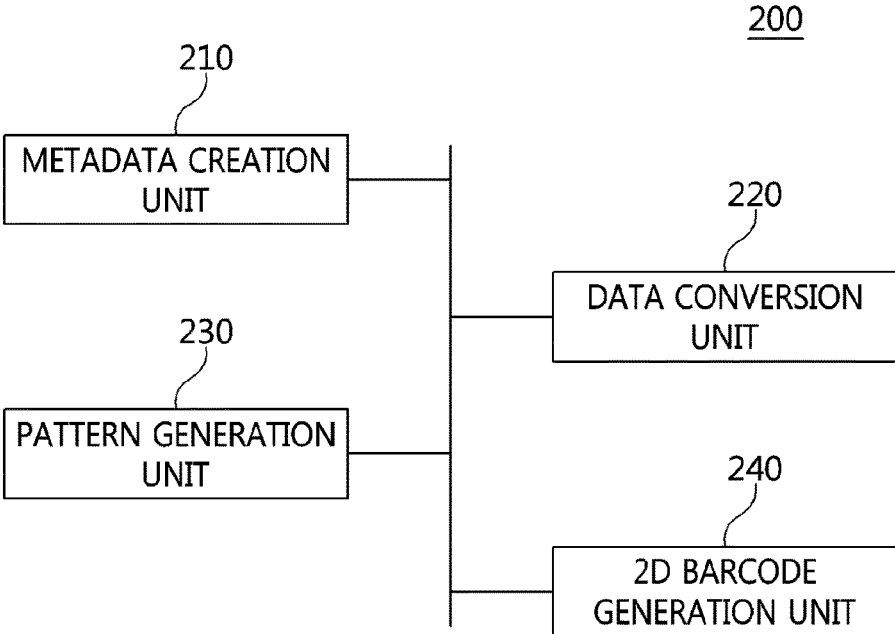 200
210
METADATA CREATION
UNIT
220
DATA CONVERSION
UNIT
230
PATTERN GENERATION
UNIT
240
2D BARCODE
GENERATION UNIT